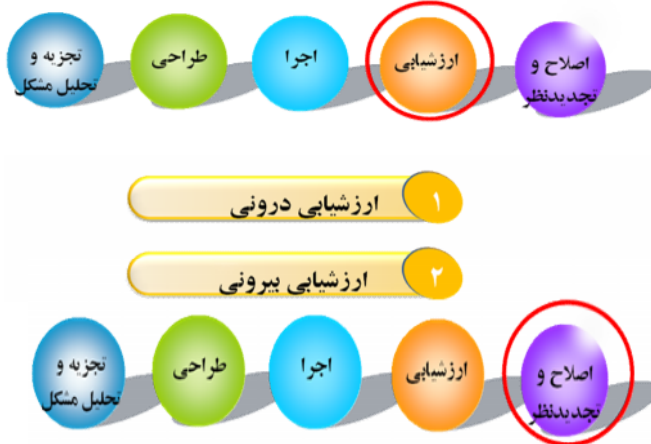 تجزیه و
تحلیل مشکل
طراحی
اجرا
ارزشیابی
اصلاح و
تجدیدنظر
۱ ارزشیابی درونی
۲ ارزشیابی بیرونی
تجزیه و
تحلیل مشکل
طراحی
اجرا
ارزشیابی
اصلاح و
تجدیدنظر